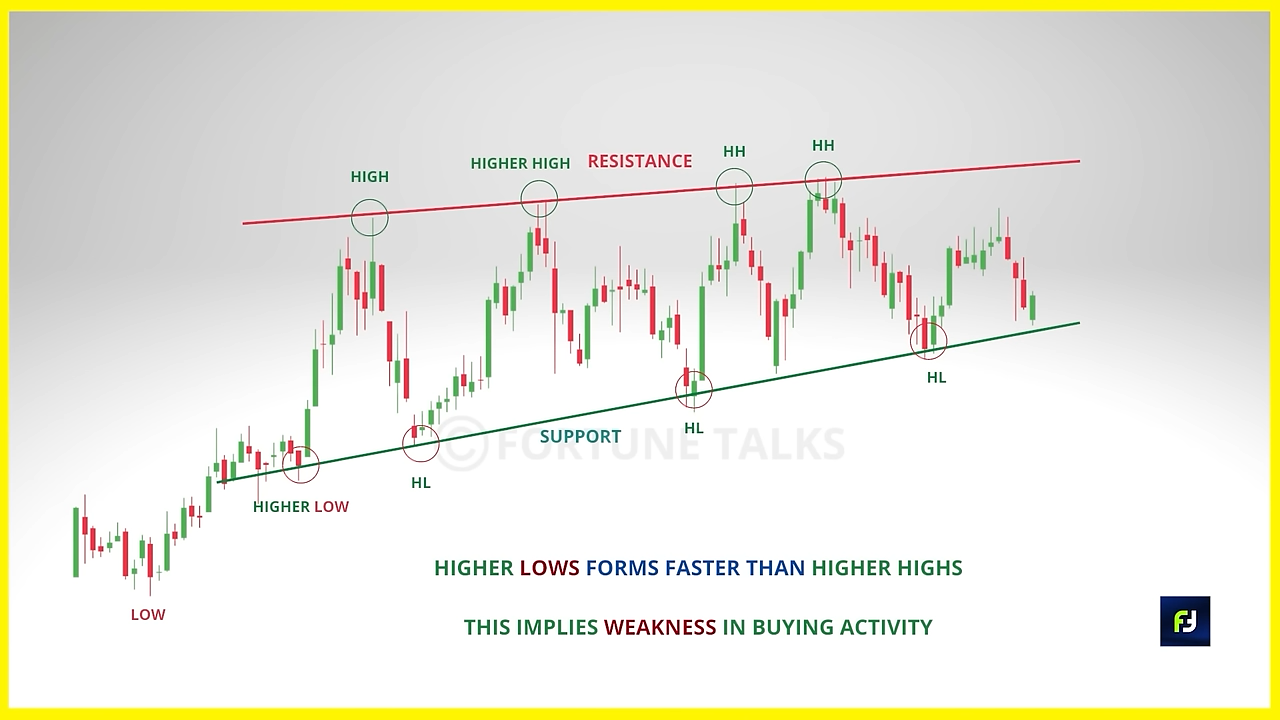 HH
HH
HIGHER HIGH
RESISTANCE
HIGH
HL
HL
SUPPORT
© FORTUNE TALKS
HL
HIGHER LOW
HIGHER LOWS FORMS FASTER THAN HIGHER HIGHS
LOW
THIS IMPLIES WEAKNESS IN BUYING ACTIVITY